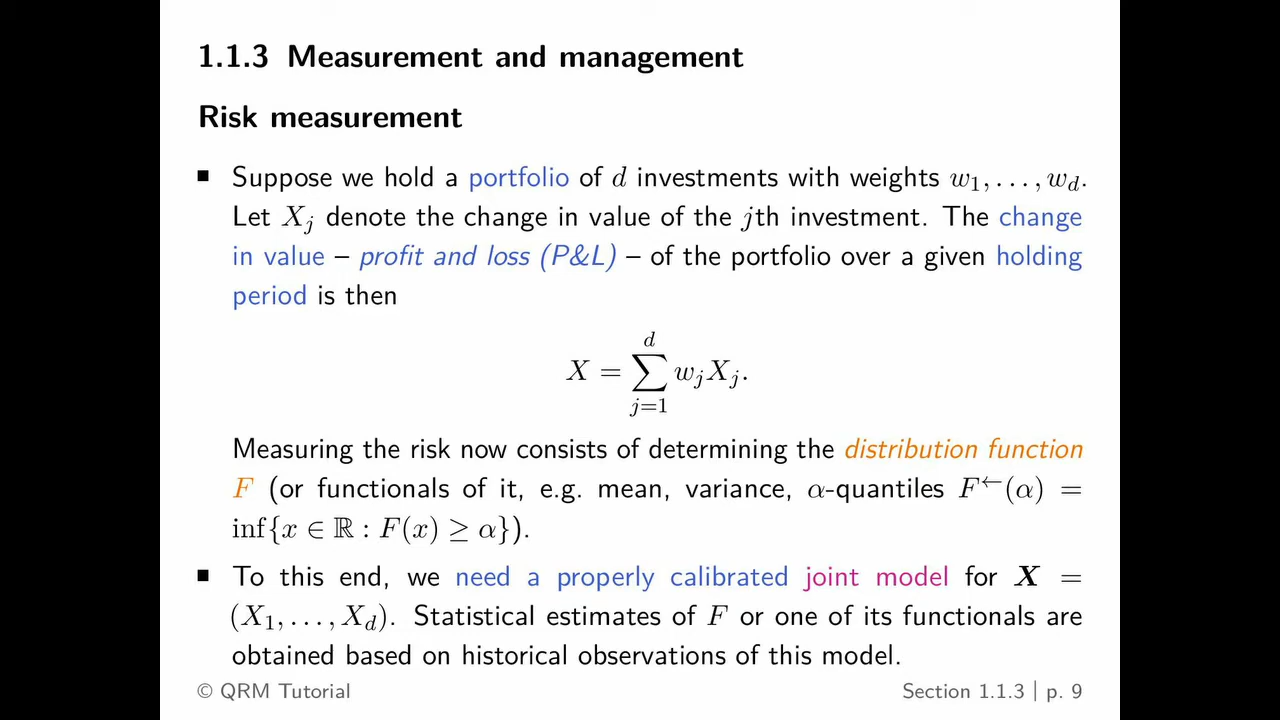 1.1.3 Measurement and management
Risk measurement
■ Suppose we hold a portfolio of d investments with weights w₁, . . . , w_d.
Let X_j denote the change in value of the jth investment. The change
in value – profit and loss (P&L) – of the portfolio over a given holding
period is then
X = ∑_{j=1}^{d} w_j X_j.
Measuring the risk now consists of determining the distribution function
F (or functionals of it, e.g. mean, variance, α-quantiles F^←(α) =
inf{x ∈ ℝ : F(x) ≥ α}).
■ To this end, we need a properly calibrated joint model for X =
(X₁, . . . , X_d). Statistical estimates of F or one of its functionals are
obtained based on historical observations of this model.
© QRM Tutorial
Section 1.1.3 | p. 9